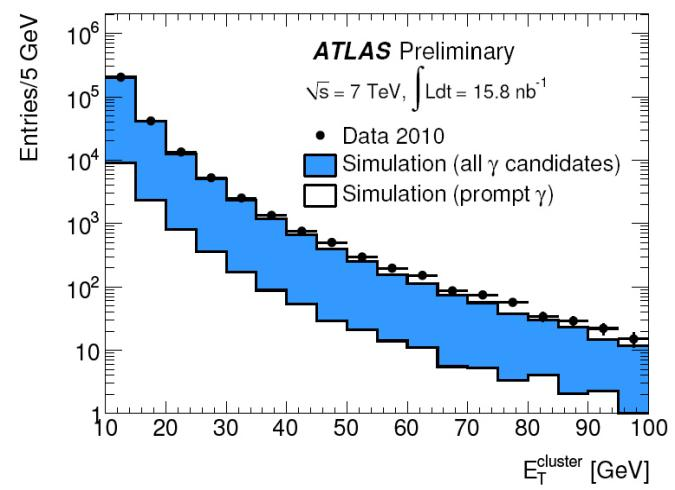 Entries/5 GeV
10⁶
10⁵
10⁴
10³
10²
10
1
ATLAS Preliminary
√s = 7 TeV, ∫Ldt = 15.8 nb⁻¹
Data 2010
Simulation (all γ candidates)
Simulation (prompt γ)
10 20 30 40 50 60 70 80 90 100
E_T^cluster [GeV]